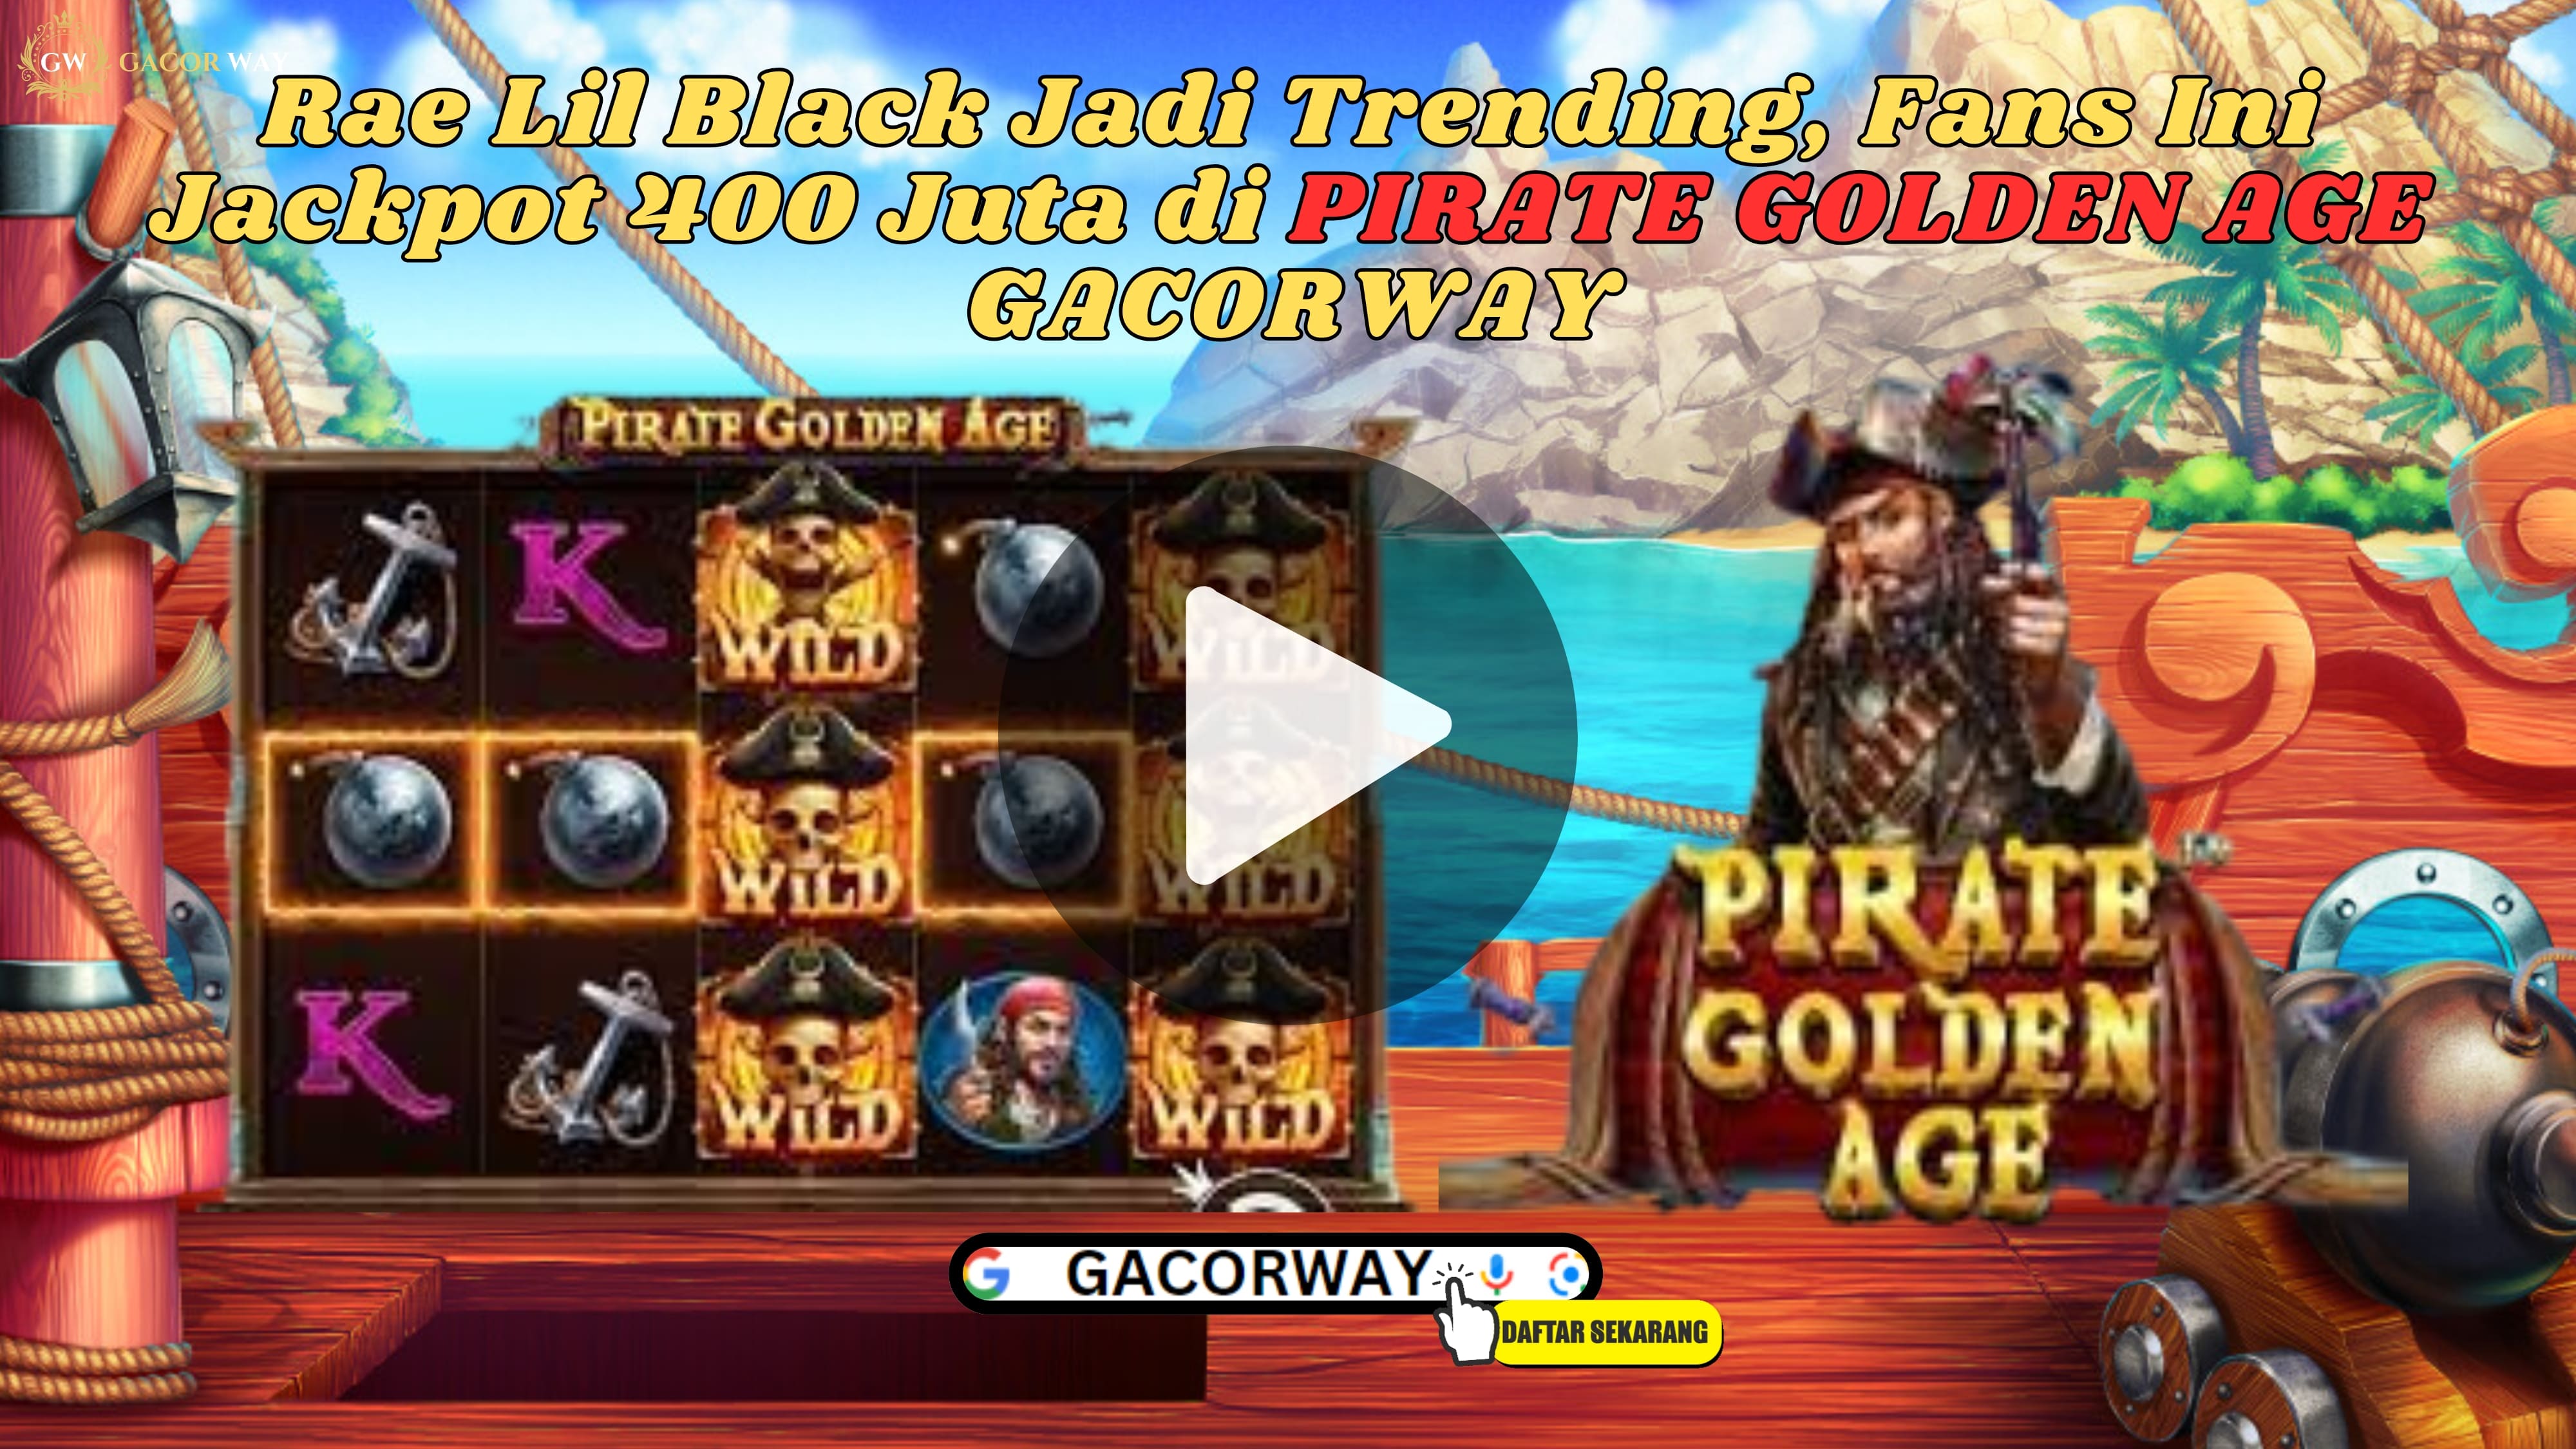 GW GACOR WAY
Rae Lil Black Jadi Trending, Fans Ini
Jackpot 400 Juta di PIRATE GOLDEN AGE
GACORWAY
PIRATE GOLDEN AGE
K WILD WILD
WILD WILD
K WILD WILD
PIRATE
GOLDEN
AGE
G GACORWAY
DAFTAR SEKARANG